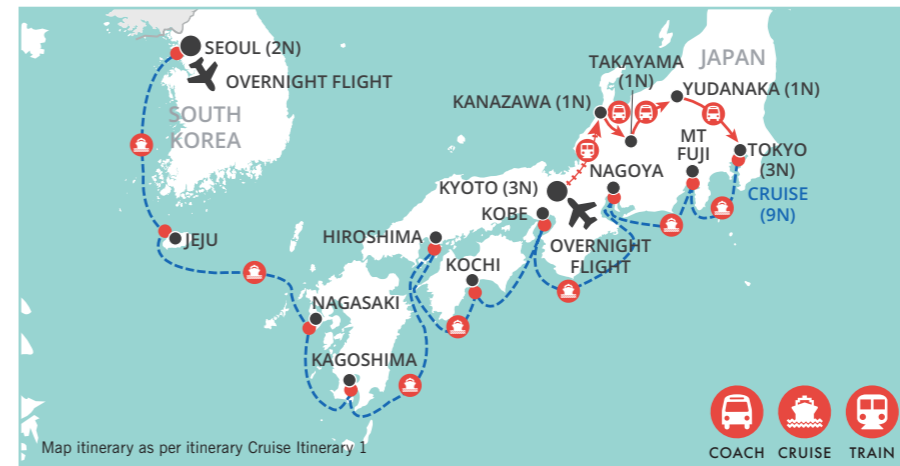 SEOUL (2N)
OVERNIGHT FLIGHT
SOUTH
KOREA
JAPAN
TAKAYAMA
(1N)
YUDANAKA (1N)
KANAZAWA (1N)
MT
FUJI
TOKYO
(3N)
CRUISE
(9N)
NAGOYA
KYOTO (3N)
KOBE
OVERNIGHT
FLIGHT
HIROSHIMA
KOCHI
JEJU
NAGASAKI
KAGOSHIMA
Map itinerary as per itinerary Cruise Itinerary 1
COACH CRUISE TRAIN